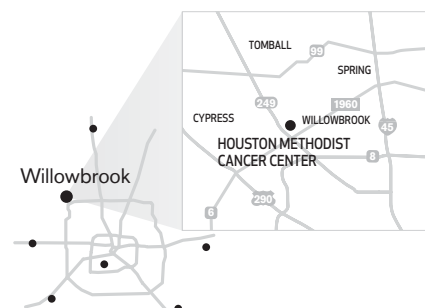 TOMBALL
99
SPRING
249
1960
CYPRESS
WILLOWBROOK
45
HOUSTON METHODIST
CANCER CENTER
8
Willowbrook
290
6